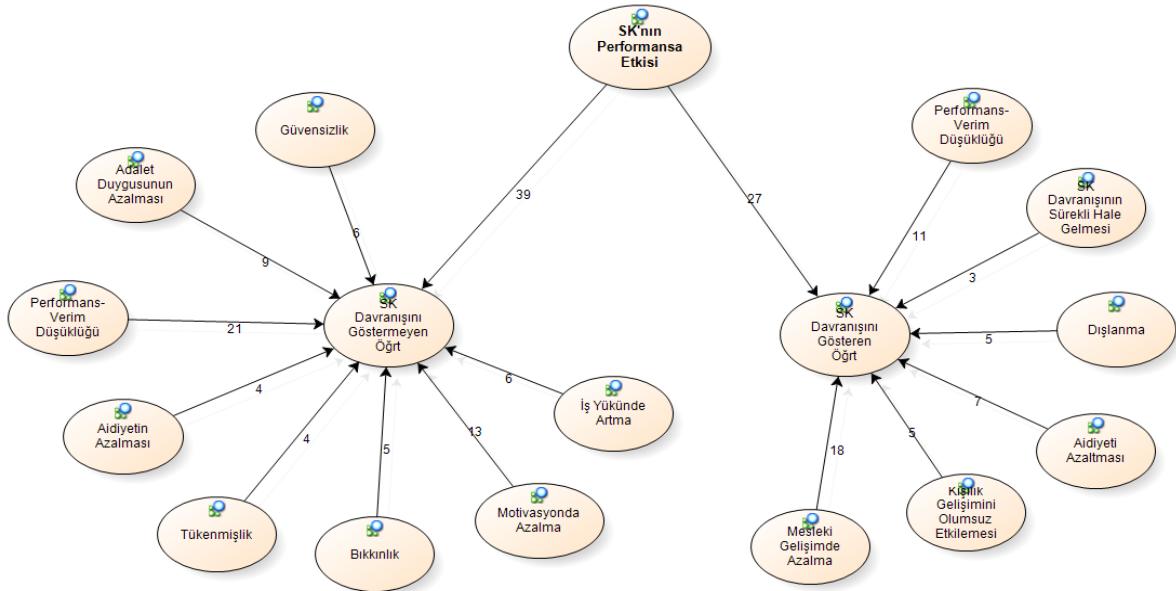 SK'nın
Performansa
Etkisi
Güvensizlik
Adalet
Duygusunun
Azalması
Performans-
Verim
Düşüklüğü
Aidiyetin
Azalması
Tükenmişlik
Bıkkınlık
Motivasyonda
Azalma
İş Yükünde
Artma
SK
Davranışını
Göstermeyen
Öğrt
39
6
9
21
4
4
5
13
6
27
Performans-
Verim
Düşüklüğü
SK
Davranışının
Sürekli Hale
Gelmesi
Dışlanma
Aidiyeti
Azaltması
Kişilik
Gelişimini
Olumsuz
Etkilemesi
Mesleki
Gelişimde
Azalma
SK
Davranışını
Gösteren
Öğrt
11
3
5
7
5
18